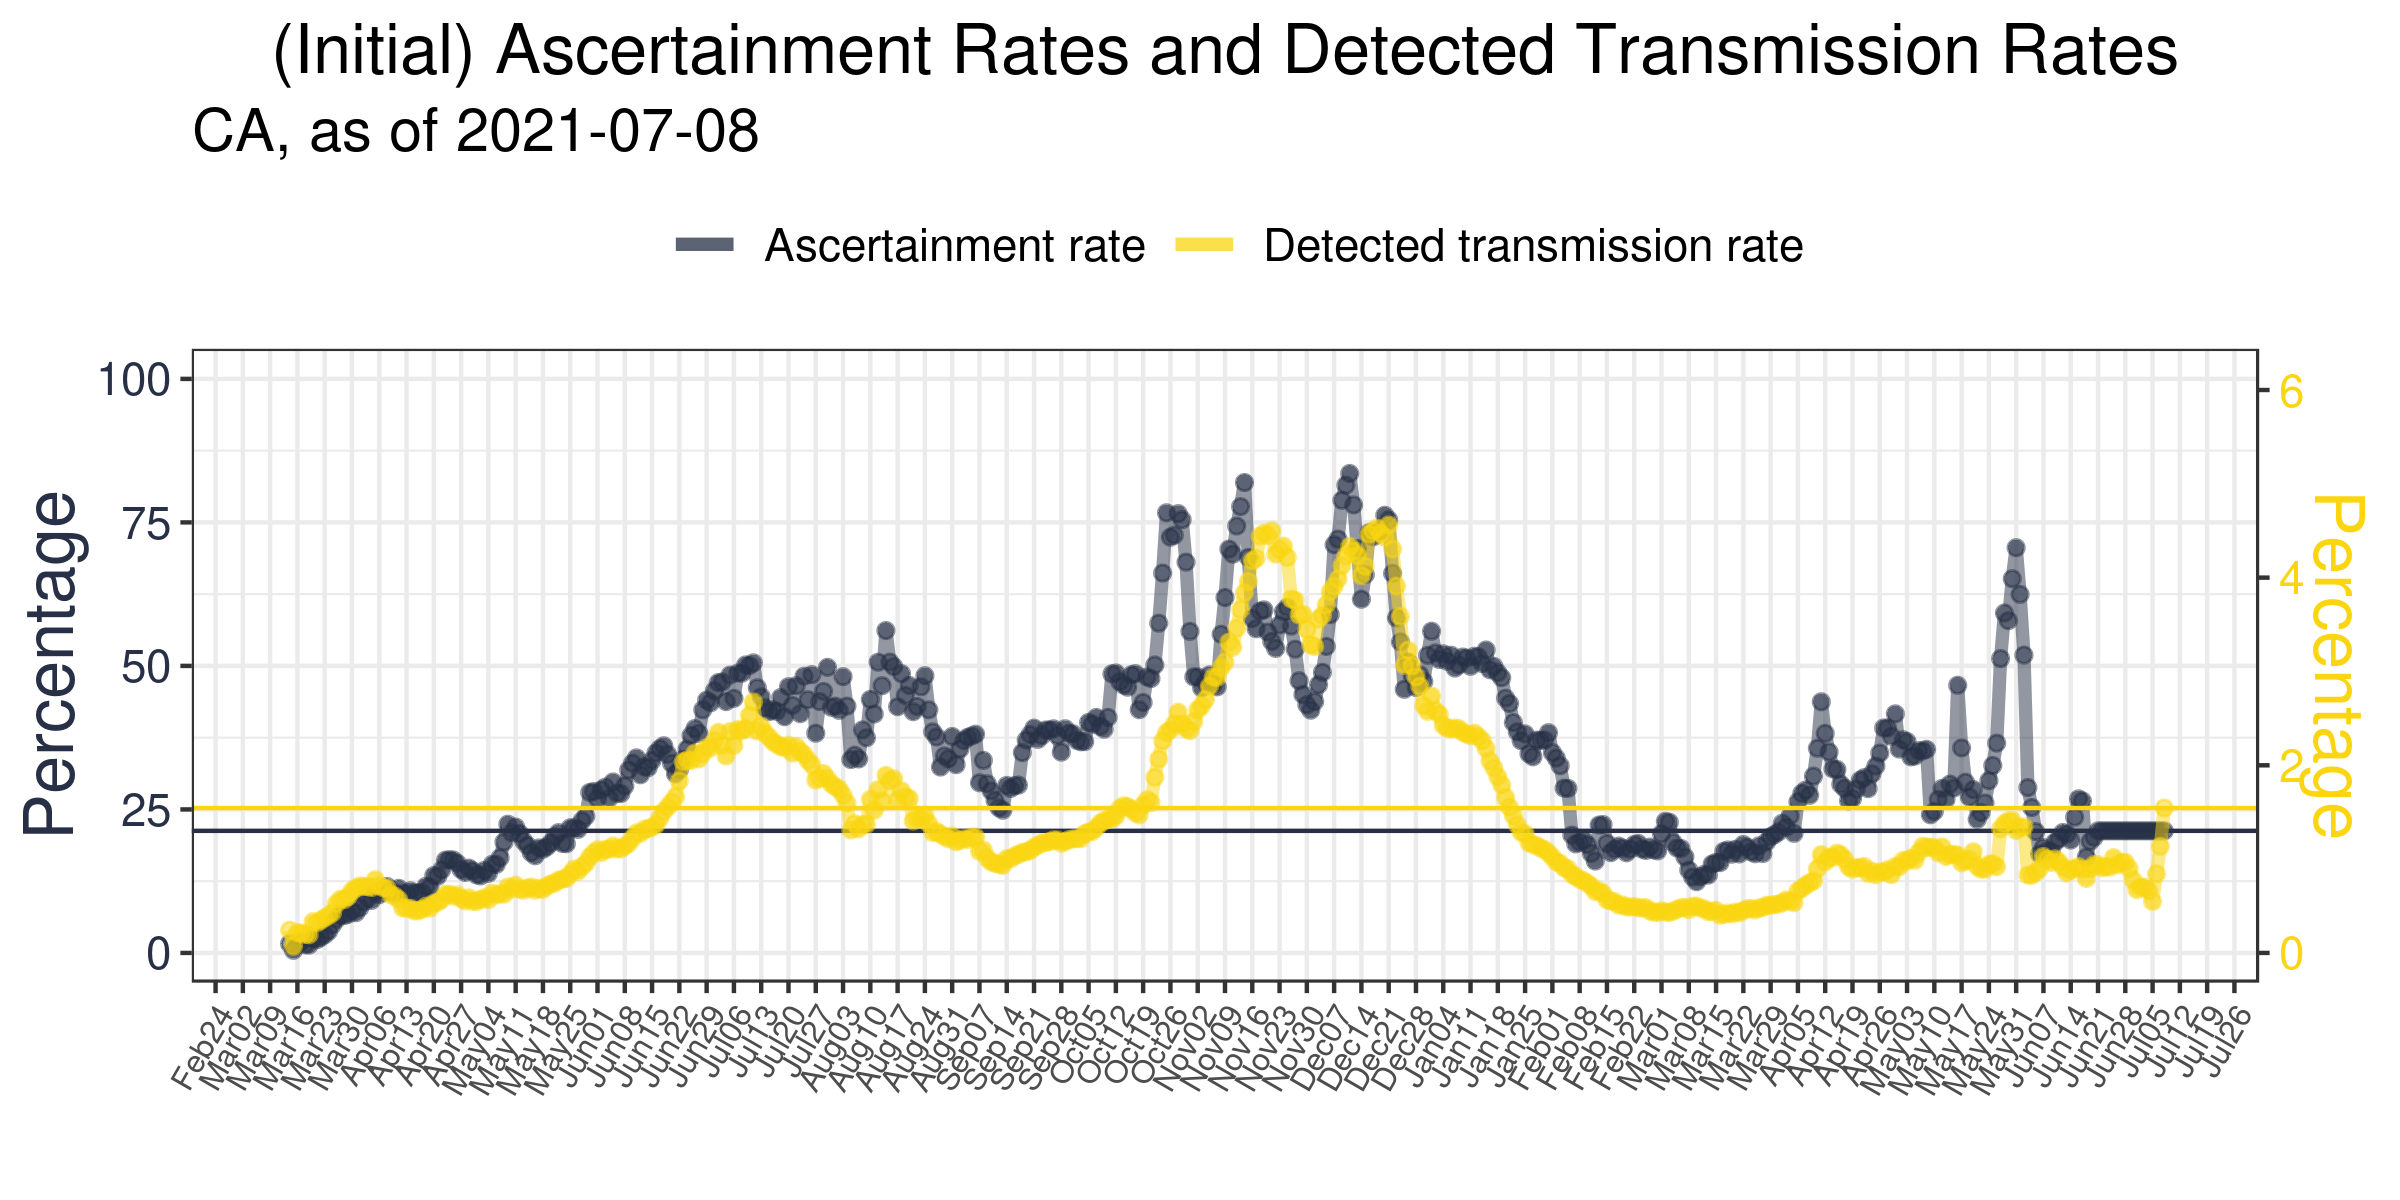 (Initial) Ascertainment Rates and Detected Transmission Rates
CA, as of 2021-07-08
Ascertainment rate
Detected transmission rate
Percentage
100
75
50
25
0
6
4
2
0
Percentage
Feb24
Mar02
Mar09
Mar16
Mar23
Mar30
Apr06
Apr13
Apr20
Apr27
May04
May11
May18
May25
Jun01
Jun08
Jun15
Jun22
Jun29
Jul06
Jul13
Jul20
Jul27
Aug03
Aug10
Aug17
Aug24
Aug31
Sep07
Sep14
Sep21
Sep28
Oct05
Oct12
Oct19
Oct26
Nov02
Nov09
Nov16
Nov23
Nov30
Dec07
Dec14
Dec21
Dec28
Jan04
Jan11
Jan18
Jan25
Feb01
Feb08
Feb15
Feb22
Mar01
Mar08
Mar15
Mar22
Mar29
Apr05
Apr12
Apr19
Apr26
May03
May10
May17
May24
May31
Jun07
Jun14
Jun21
Jun28
Jul05
Jul12
Jul19
Jul26